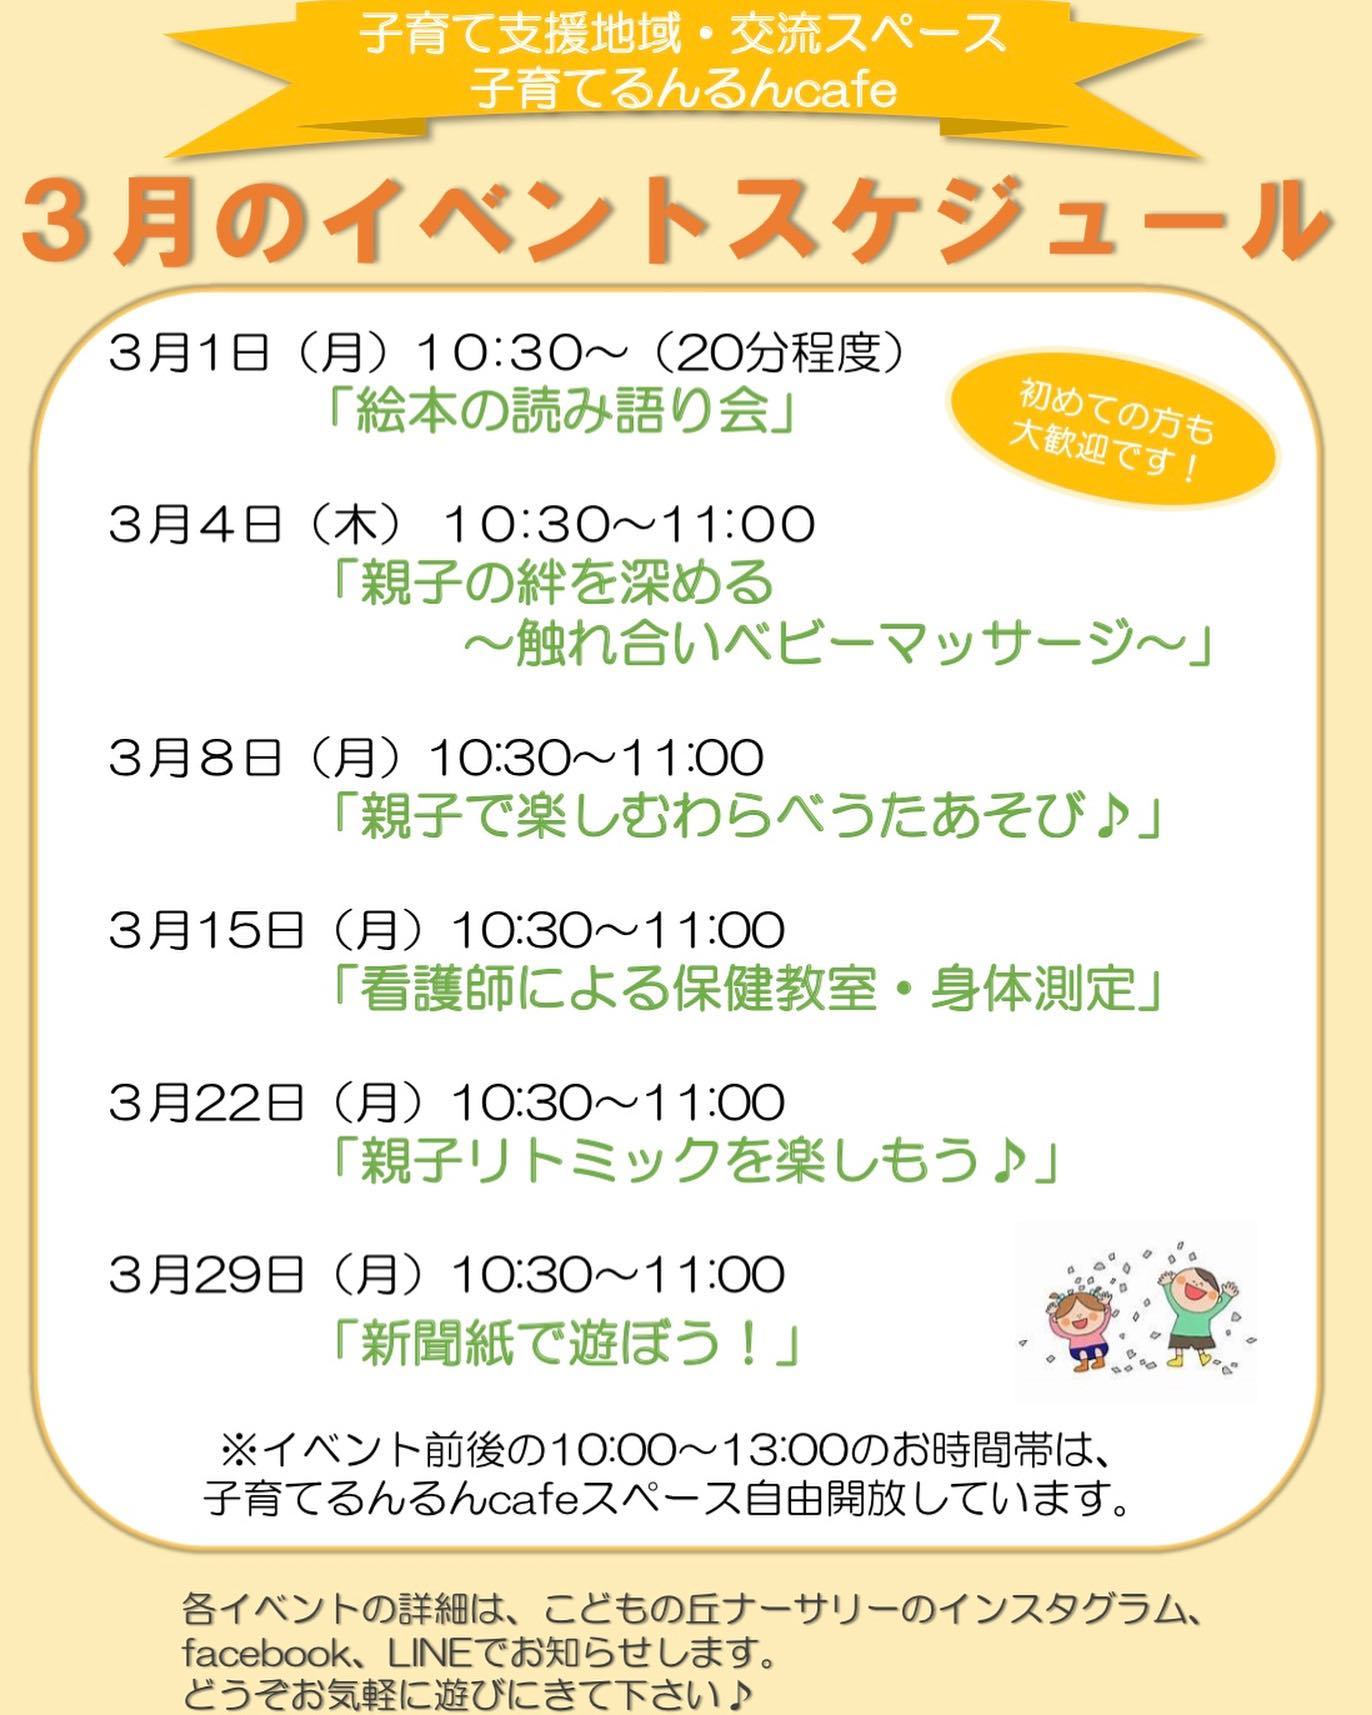 子育て支援地域・交流スペース
子育てるんるんcafe
３月のイベントスケジュール
３月1日（月）１０：３０～（20分程度）
「絵本の読み語り会」
初めての方も
大歓迎です！
３月４日（木） １０：３０～１１：００
「親子の絆を深める
～触れ合いベビーマッサージ～」
３月８日（月）10:30～11:00
「親子で楽しむわらべうたあそび♪」
３月15日（月）10:30～11:00
「看護師による保健教室・身体測定」
３月22日（月）10:30～11:00
「親子リトミックを楽しもう♪」
３月29日（月）10:30～11:00
「新聞紙で遊ぼう！」
※イベント前後の10:00～13:00のお時間帯は、
子育てるんるんcafeスペース自由開放しています。
各イベントの詳細は、こどもの丘ナーサリーのインスタグラム、
facebook、LINEでお知らせします。
どうぞお気軽に遊びにきて下さい♪